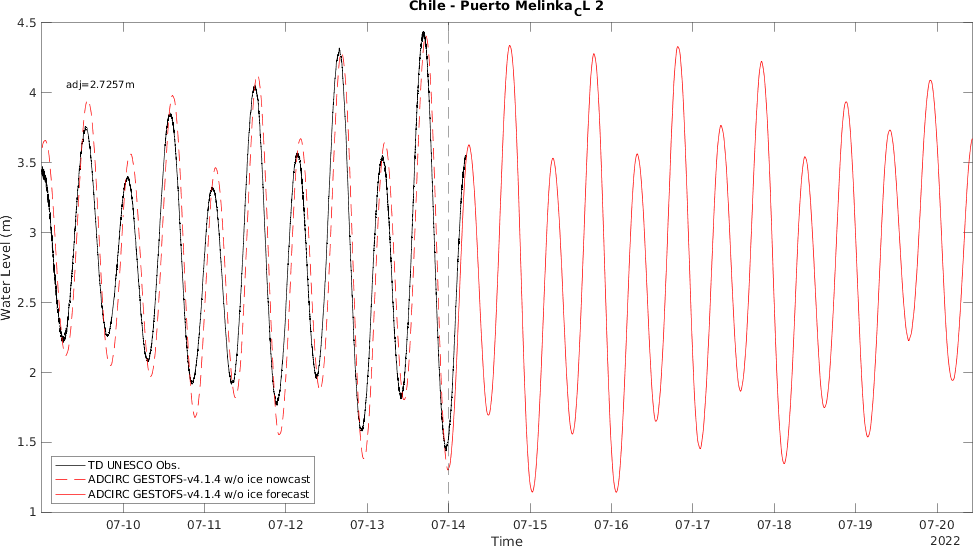 Chile - Puerto Melinka_CL 2
4.5
adj=2.7257m
4
3.5
3
2.5
2
1.5
1
Water Level (m)
TD UNESCO Obs.
ADCIRC GESTOFS-v4.1.4 w/o ice nowcast
ADCIRC GESTOFS-v4.1.4 w/o ice forecast
07-10 07-11 07-12 07-13 07-14 07-15 07-16 07-17 07-18 07-19 07-20
Time
2022